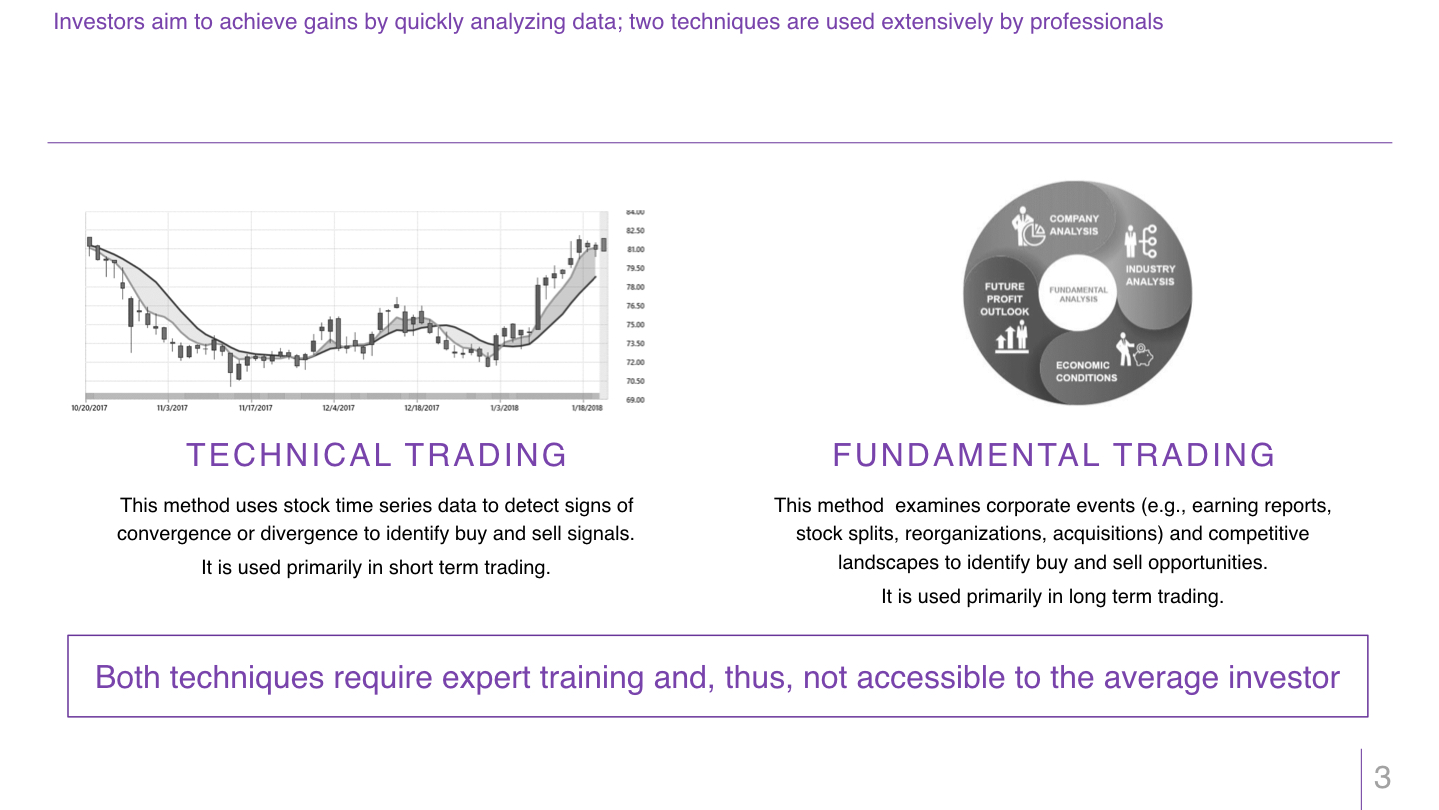 Investors aim to achieve gains by quickly analyzing data; two techniques are used extensively by professionals
84.00
82.50
81.00
79.50
78.00
76.50
75.00
73.50
72.00
70.50
69.00
10/20/2017
11/3/2017
11/17/2017
12/4/2017
12/18/2017
1/3/2018
1/18/2018
COMPANY
ANALYSIS
INDUSTRY
ANALYSIS
FUTURE
PROFIT
OUTLOOK
FUNDAMENTAL
ANALYSIS
ECONOMIC
CONDITIONS
TECHNICAL TRADING
This method uses stock time series data to detect signs of
convergence or divergence to identify buy and sell signals.
It is used primarily in short term trading.
FUNDAMENTAL TRADING
This method  examines corporate events (e.g., earning reports,
stock splits, reorganizations, acquisitions) and competitive
landscapes to identify buy and sell opportunities.
It is used primarily in long term trading.
Both techniques require expert training and, thus, not accessible to the average investor
3